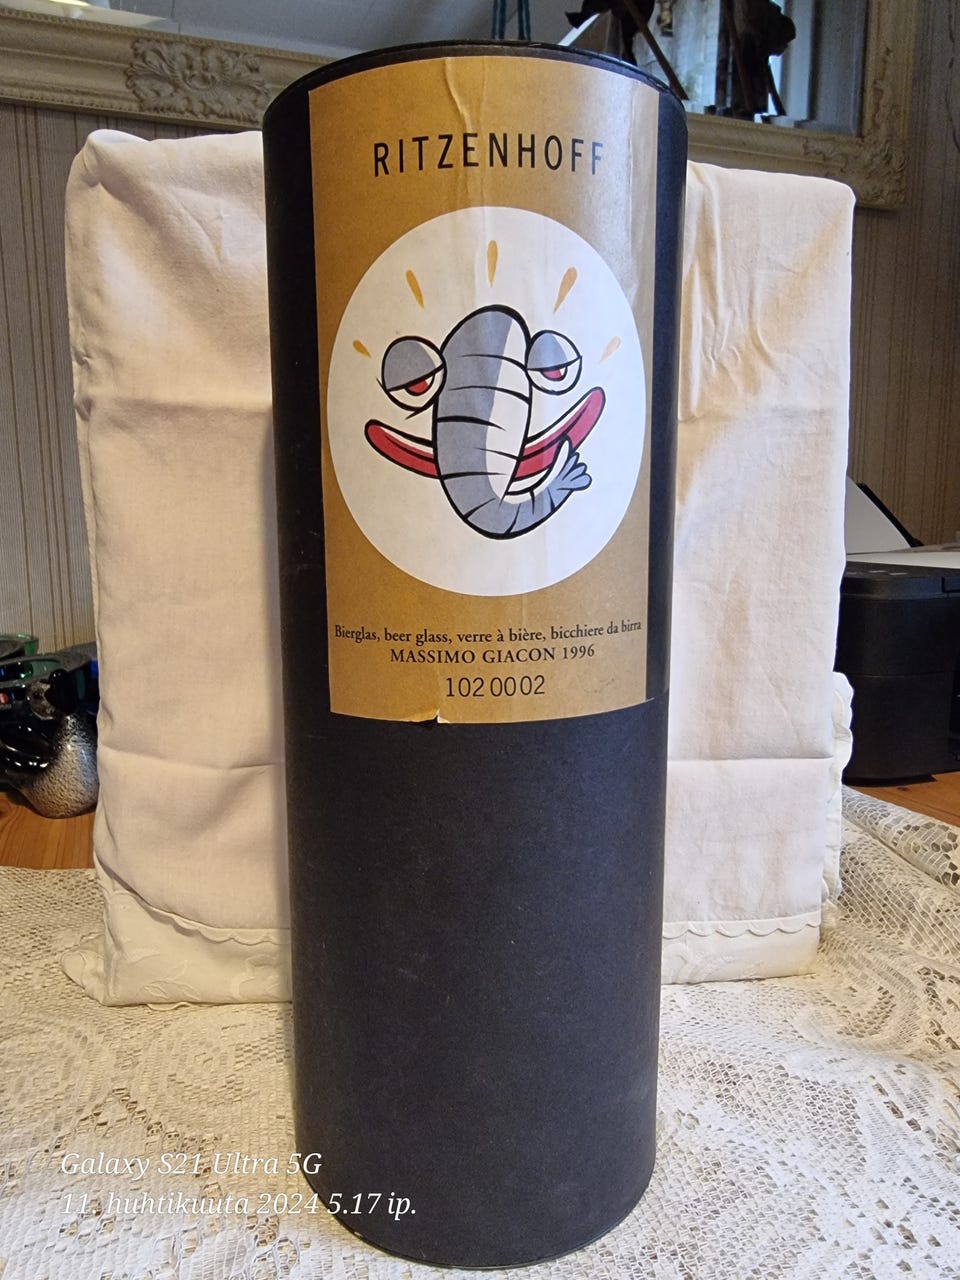 RITZENHOFF
Bierglas, beer glass, verre à bière, bicchiere da birra
MASSIMO GIACON 1996
102 00 02
Galaxy S21 Ultra 5G
11. huhtikuuta 2024 5.17 ip.